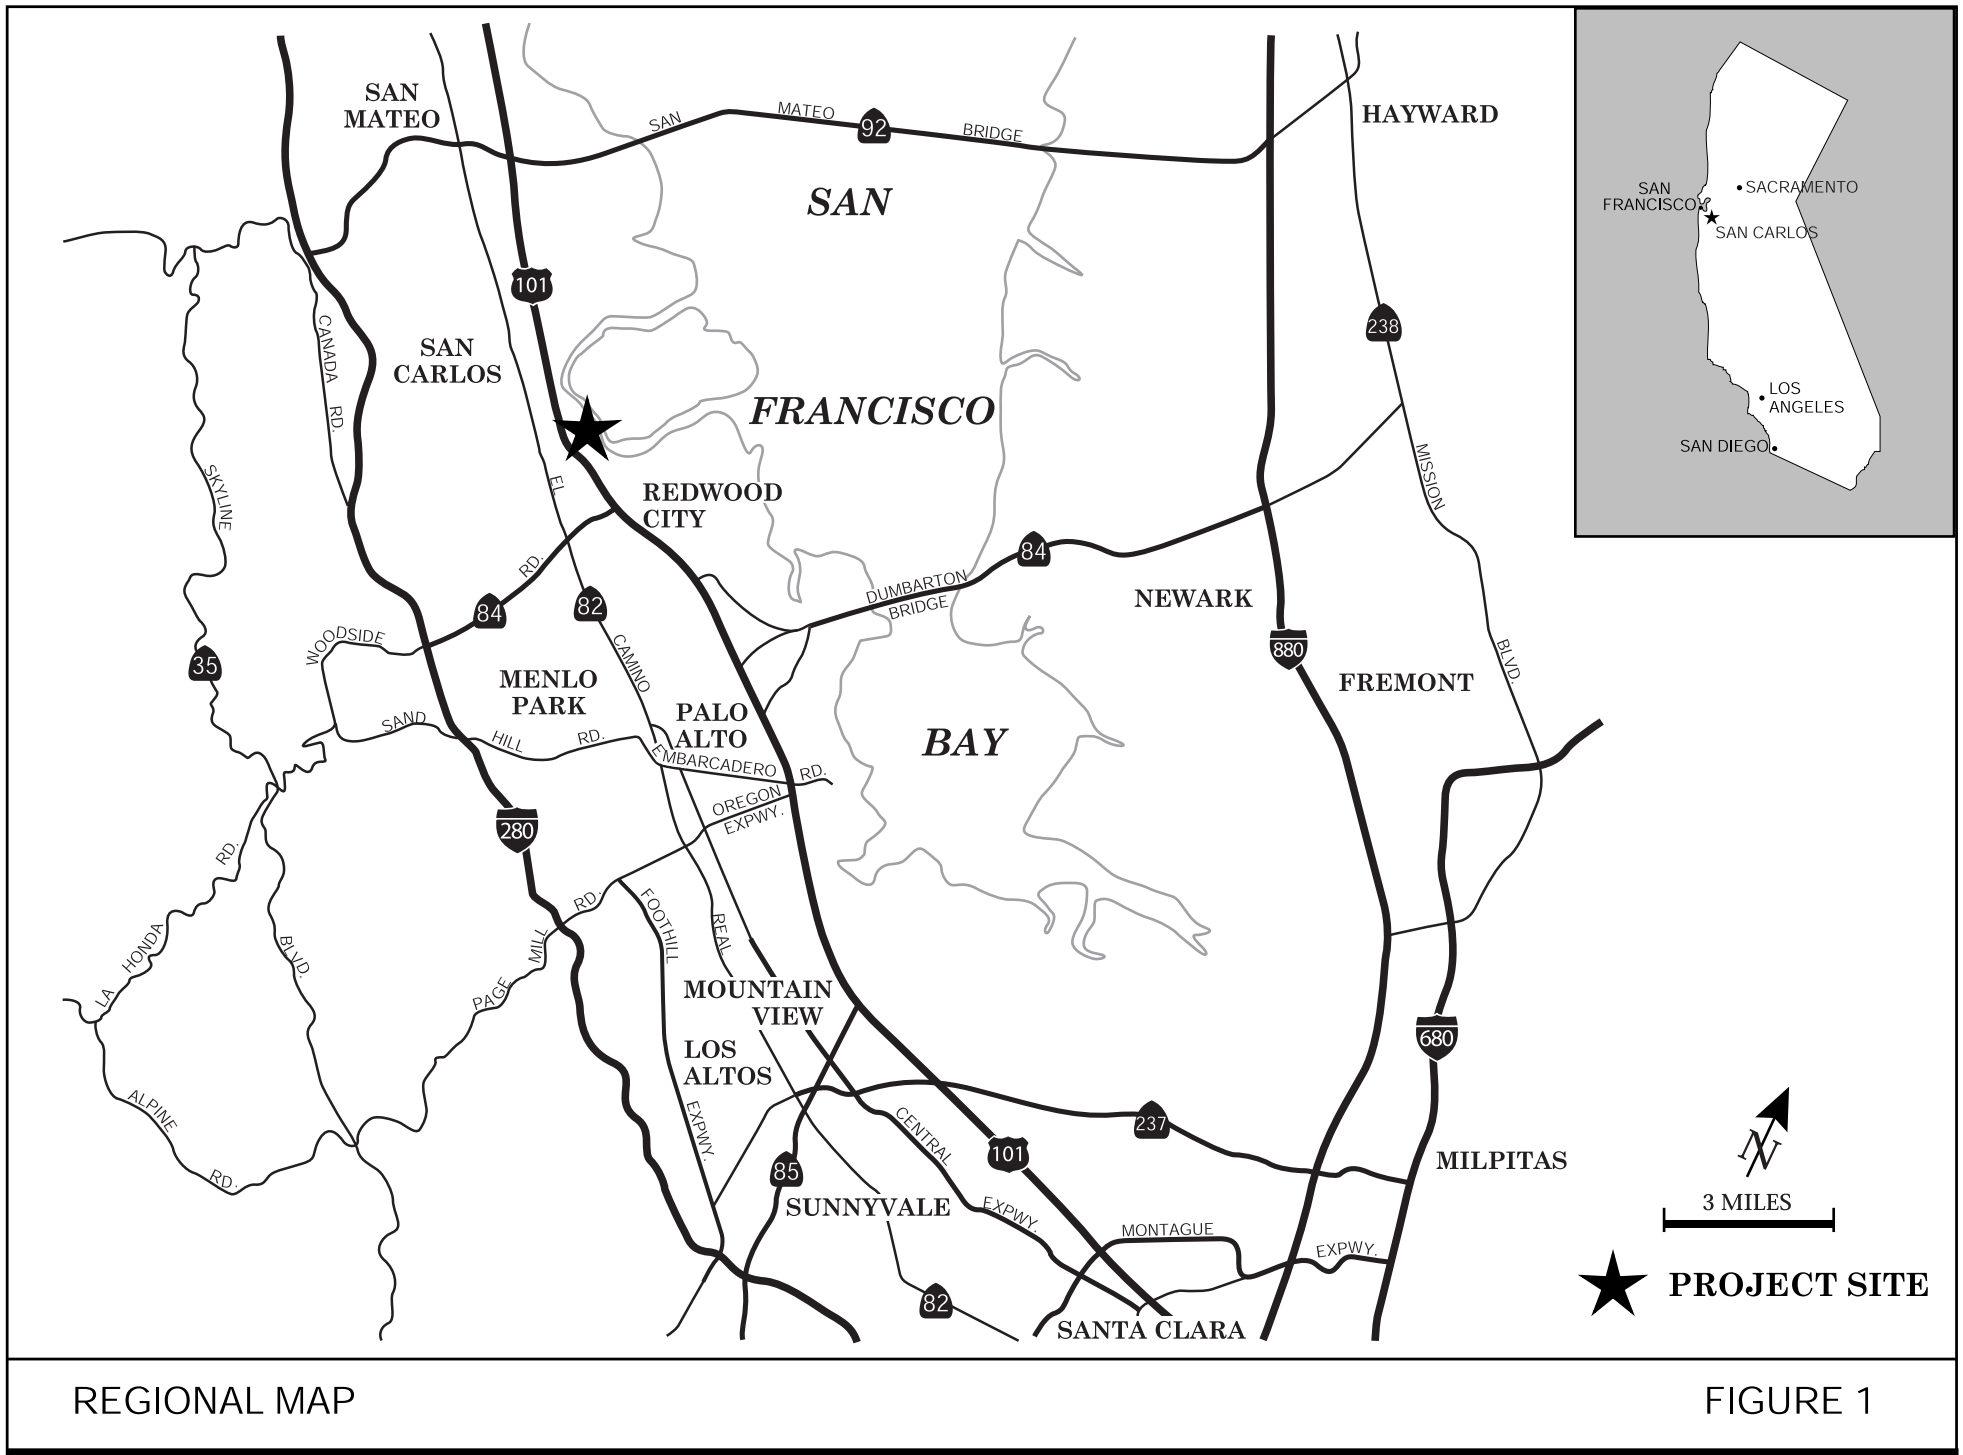 SAN
MATEO
SAN
MATEO
92
BRIDGE
HAYWARD
SAN
101
238
CANADA
RD.
SAN
CARLOS
FRANCISCO
SKYLINE
EL
REDWOOD
CITY
MISSION
84
RD.
84
82
DUMBARTON
BRIDGE
NEWARK
880
WOODSIDE
35
CAMINO
BLVD.
FREMONT
MENLO
PARK
PALO
ALTO
BAY
SAND
HILL
RD.
EMBARCADERO
RD.
OREGON
EXPWY.
280
RD.
RD.
FOOTHILL
REAL
MILL
HONDA
BLVD.
LA
PAGE
MOUNTAIN
VIEW
680
LOS
ALTOS
ALPINE
RD.
EXPWY.
CENTRAL
237
101
85
MILPITAS
SUNNYVALE
EXPWY.
MONTAGUE
EXPWY.
82
SANTA CLARA
SAN
FRANCISCO
SACRAMENTO
SAN CARLOS
LOS
ANGELES
SAN DIEGO
N
3 MILES
PROJECT SITE
REGIONAL MAP
FIGURE 1